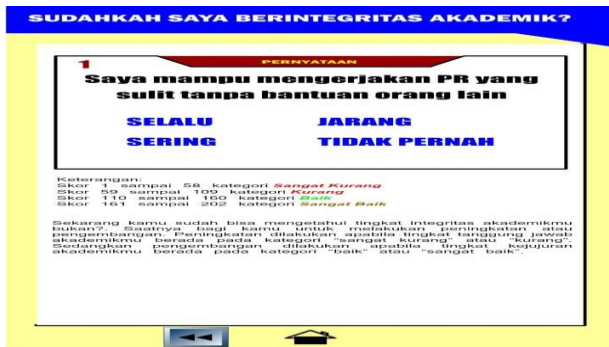 SUDAHKAH SAYA BERINTEGRITAS AKADEMIK?
1
PERNYATAAN
Saya mampu mengerjakan PR yang
sulit tanpa bantuan orang lain
SELALU JARANG
SERING TIDAK PERNAH
Keterangan:
Skor 1 sampai 58 kategori Sangat Kurang
Skor 59 sampai 109 kategori Kurang
Skor 110 sampai 160 kategori Baik
Skor 161 sampai 202 kategori Sangat Baik
Sekarang kamu sudah bisa mengetahui tingkat integritas akademikmu
bukan?. Saatnya bagi kamu untuk melakukan peningkatan atau
pengembangan. Peningkatan dilakukan apabila tingkat tanggung jawab
akademikmu berada pada kategori "sangat kurang" atau "kurang".
Sedangkan pengembangan dilakukan apabila tingkat kejujuran
akademikmu berada pada kategori "baik" atau "sangat baik".